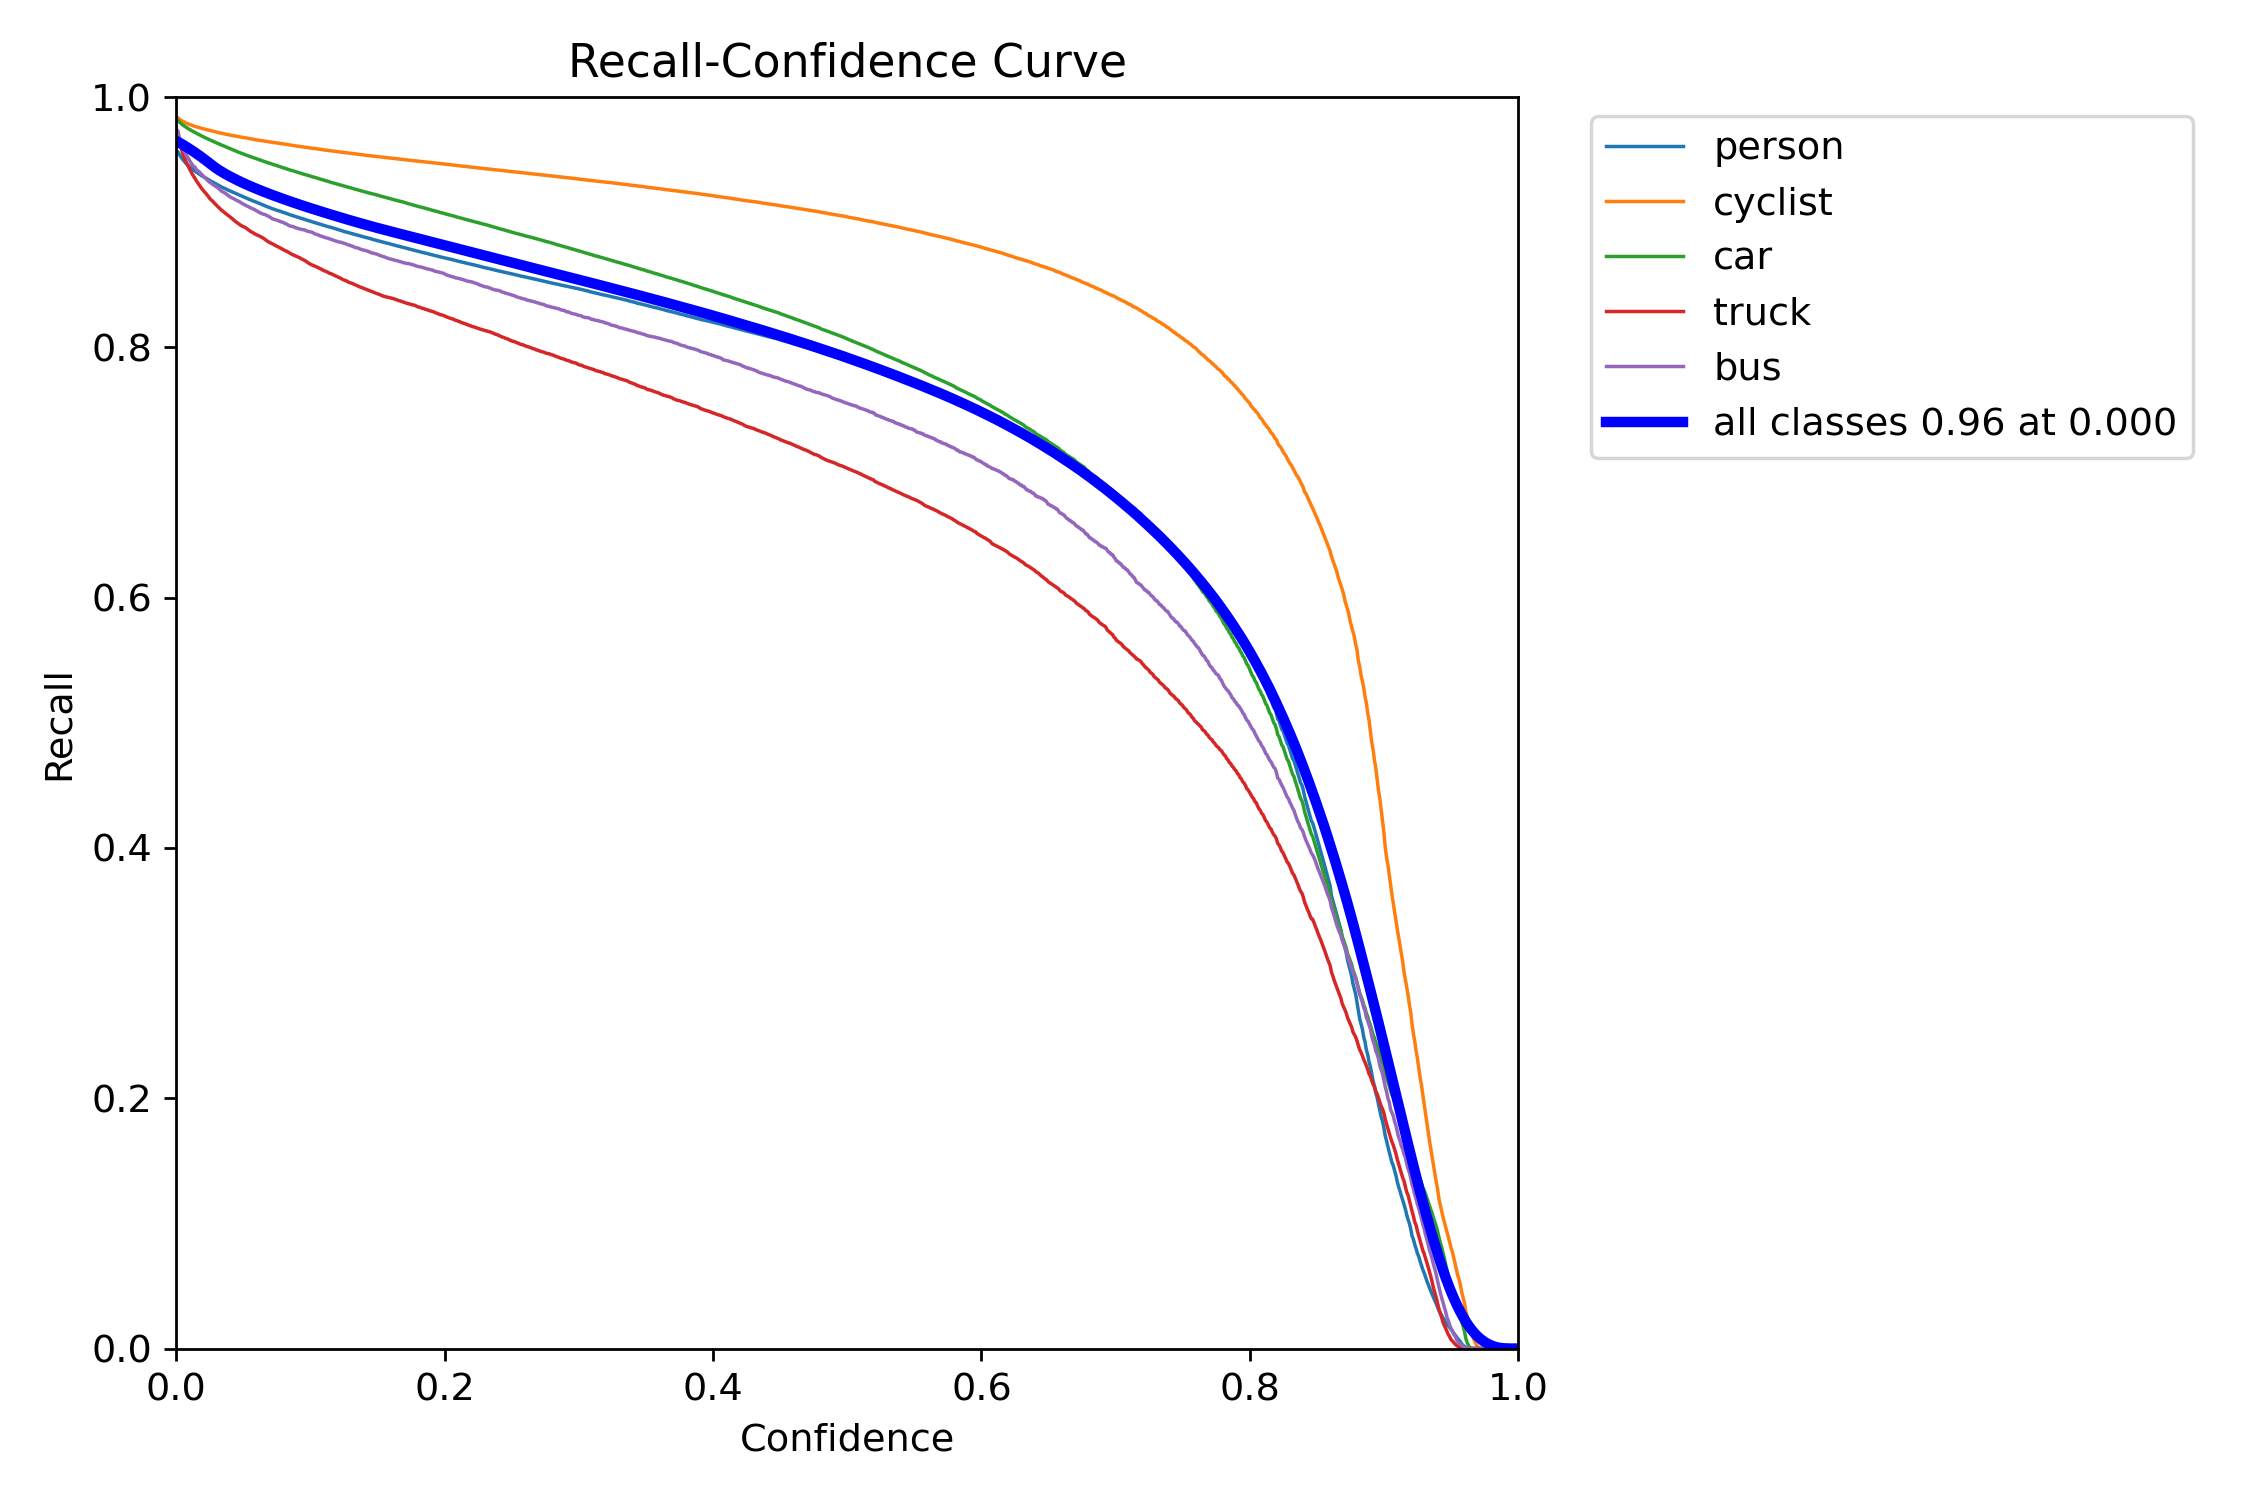 Recall-Confidence Curve
1.0
0.8
0.6
0.4
0.2
0.0
Recall
0.0 0.2 0.4 0.6 0.8 1.0
Confidence
person
cyclist
car
truck
bus
all classes 0.96 at 0.000